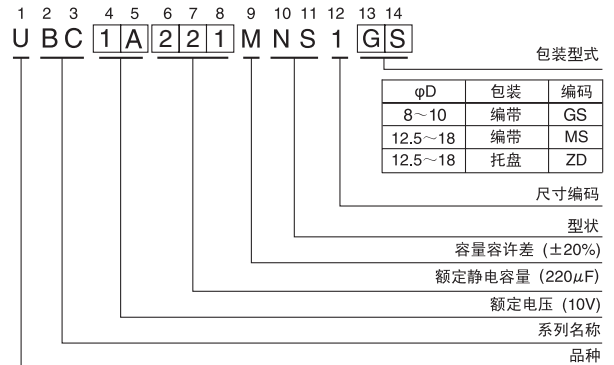 1 2 3 4 5 6 7 8 9 10 11 12 13 14
U B C 1 A 2 2 1 M N S 1 G S
包装型式
φD 包装 编码
8～10 编带 GS
12.5～18 编带 MS
12.5～18 托盘 ZD
尺寸编码
型状
容量容许差 (±20%)
额定静电容量 (220μF)
额定电压 (10V)
系列名称
品种